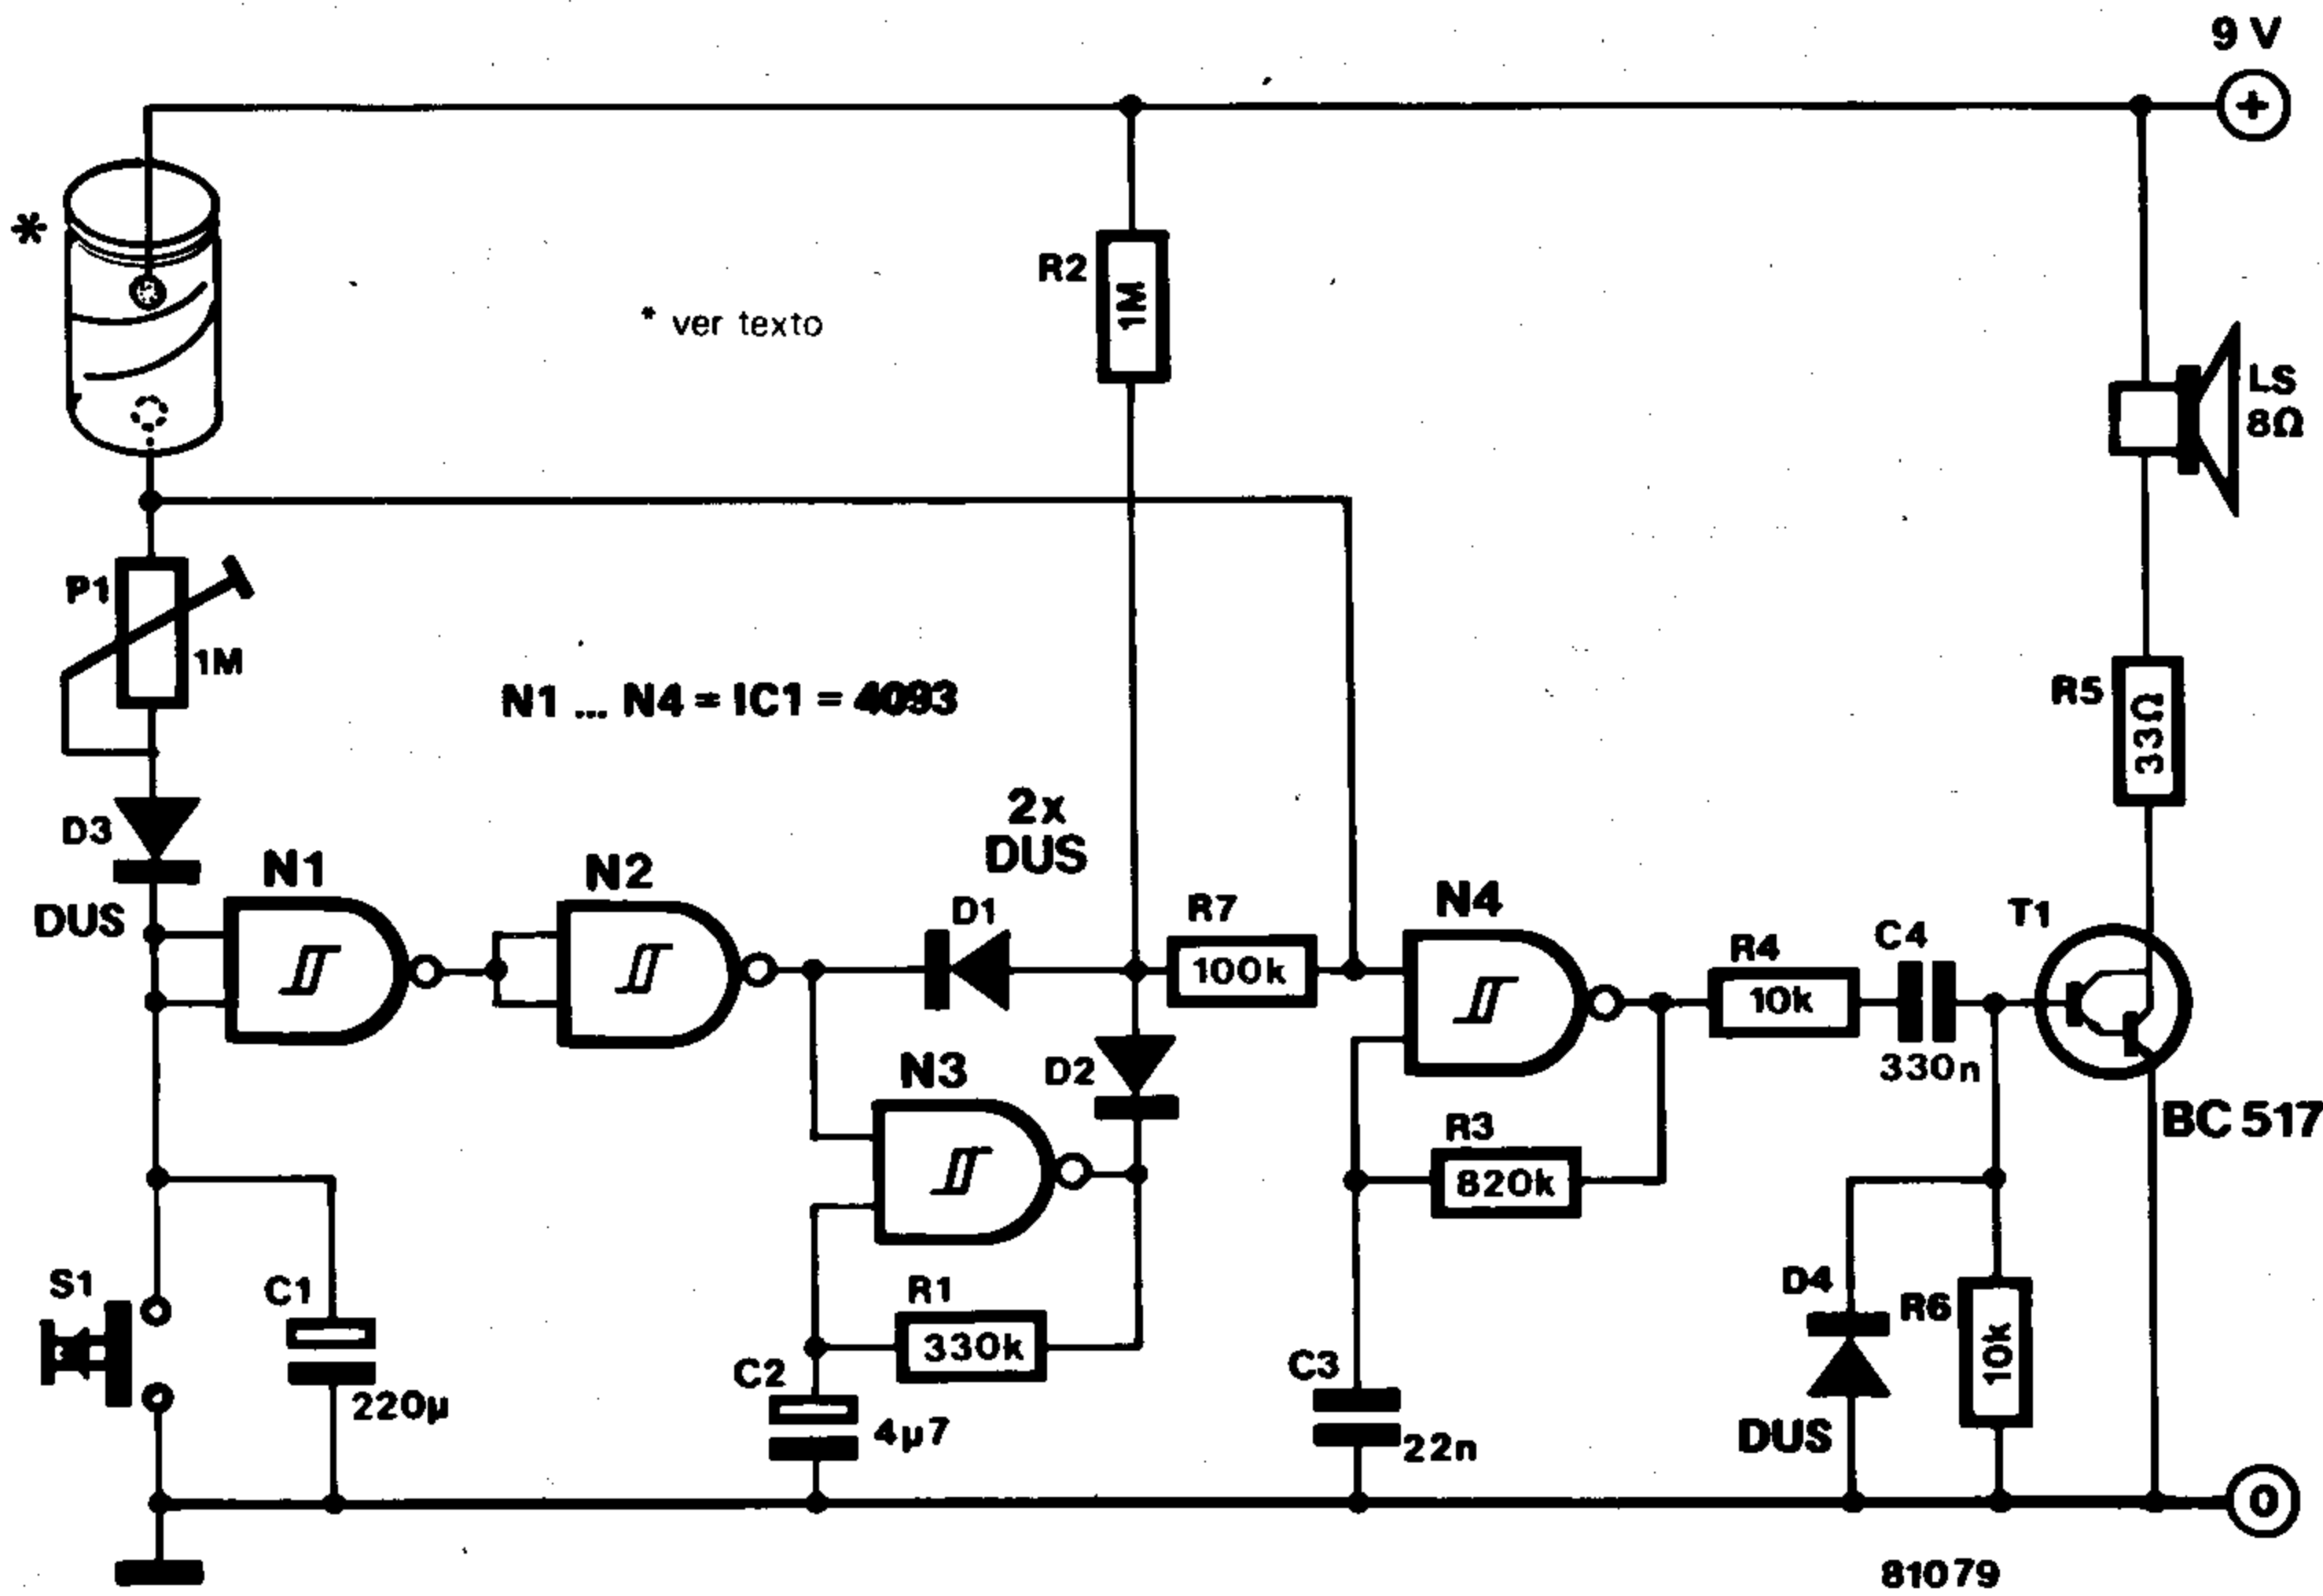 9 V
+
*
R2
1M
* ver texto
LS
8Ω
P1
1M
N1 ... N4 = IC1 = 4093
R5
33Ω
D3
2x
DUS
N1
N2
DUS
D1
R7
100k
N4
R4
10k
C4
330n
T1
N3
D2
BC 517
R3
820k
S1
C1
220µ
R1
330k
D4
R6
10k
C2
4µ7
C3
22n
DUS
0
81079